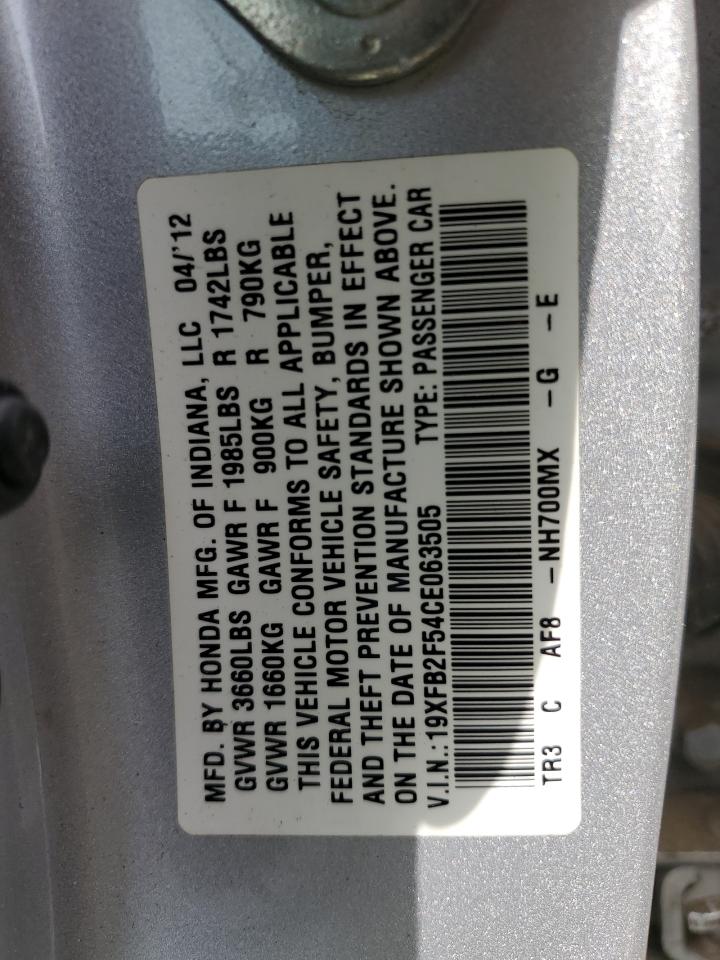 MFD. BY HONDA MFG. OF INDIANA, LLC 04/'12
GVWR 3660LBS GAWR F 1985LBS R 1742LBS
GVWR 1660KG GAWR F 900KG R 790KG
THIS VEHICLE CONFORMS TO ALL APPLICABLE
FEDERAL MOTOR VEHICLE SAFETY, BUMPER,
AND THEFT PREVENTION STANDARDS IN EFFECT
ON THE DATE OF MANUFACTURE SHOWN ABOVE.
V.I.N.: 19XFB2F54CE063505 TYPE: PASSENGER CAR
TR3 C AF8 -NH700MX -G -E